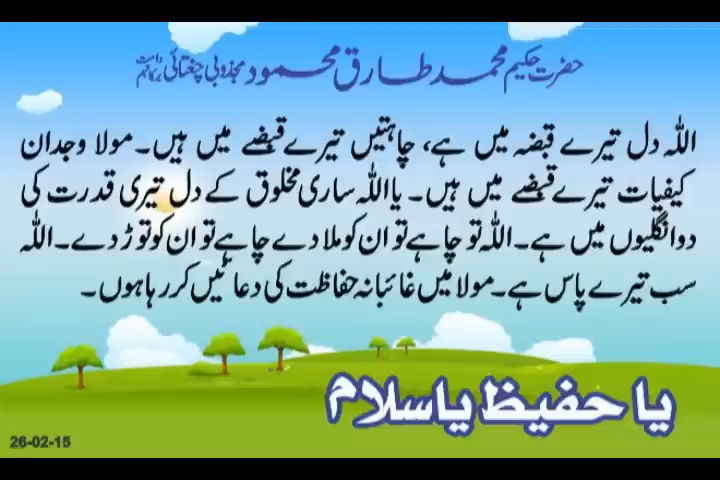 حضرت حکیم محمد طارق محمود مجذوبی چغتائی دامت برکاتہم
اللہ دل تیرے قبضہ میں ہے، چاہتیں تیرے قبضے میں ہیں۔ مولا وجدان
کیفیات تیرے قبضے میں ہیں۔ یا اللہ ساری مخلوق کے دل تیری قدرت کی
دو انگلیوں میں ہے۔ اللہ تو چاہے تو ان کو ملا دے چاہے تو ان کو توڑ دے۔ اللہ
سب تیرے پاس ہے۔ مولا میں غائبانہ حفاظت کی دعائیں کر رہا ہوں۔
یا حفیظ یا سلام
26-02-15